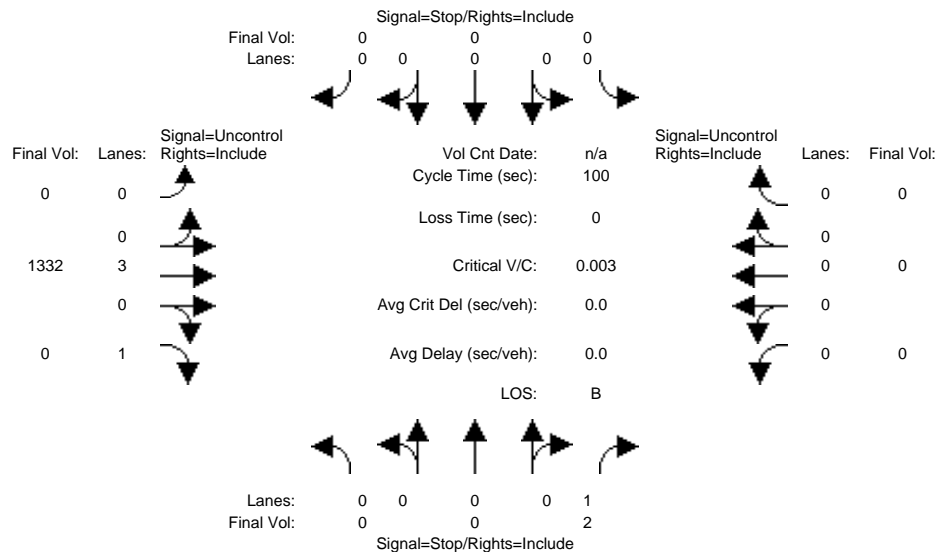 Signal=Stop/Rights=Include
Final Vol: 0 0 0
Lanes: 0 0 0 0 0
Signal=Uncontrol Signal=Uncontrol
Final Vol: Lanes: Rights=Include Vol Cnt Date: n/a Rights=Include Lanes: Final Vol:
Cycle Time (sec): 100
0 0 0 0
Loss Time (sec): 0
0 0
1332 3 Critical V/C: 0.003 0 0
0 Avg Crit Del (sec/veh): 0.0 0
0 1 Avg Delay (sec/veh): 0.0 0 0
LOS: B
Lanes: 0 0 0 0 1
Final Vol: 0 0 2
Signal=Stop/Rights=Include